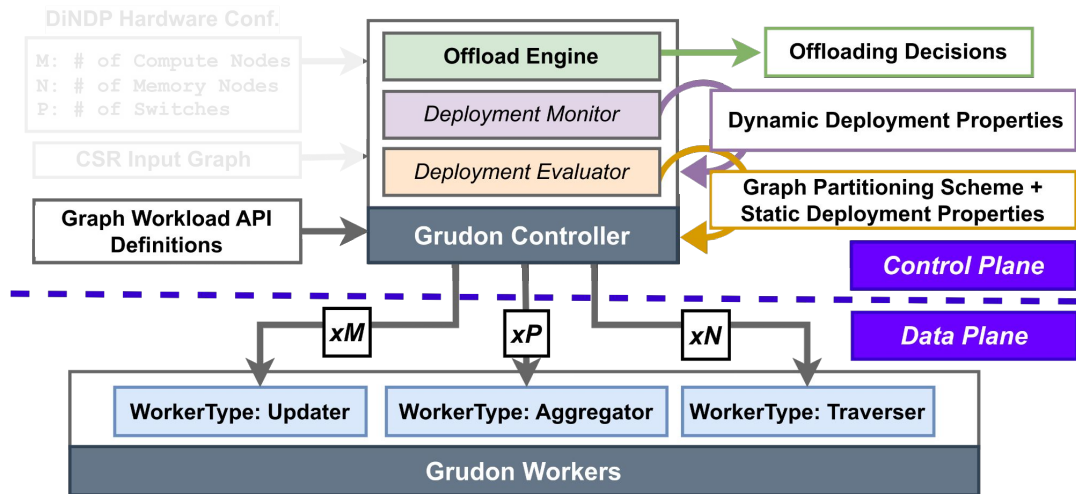 DiNDP Hardware Conf.
M: # of Compute Nodes
N: # of Memory Nodes
P: # of Switches
CSR Input Graph
Graph Workload API
Definitions
Offload Engine
Deployment Monitor
Deployment Evaluator
Grudon Controller
Offloading Decisions
Dynamic Deployment Properties
Graph Partitioning Scheme +
Static Deployment Properties
Control Plane
Data Plane
xM
xP
xN
WorkerType: Updater
WorkerType: Aggregator
WorkerType: Traverser
Grudon Workers